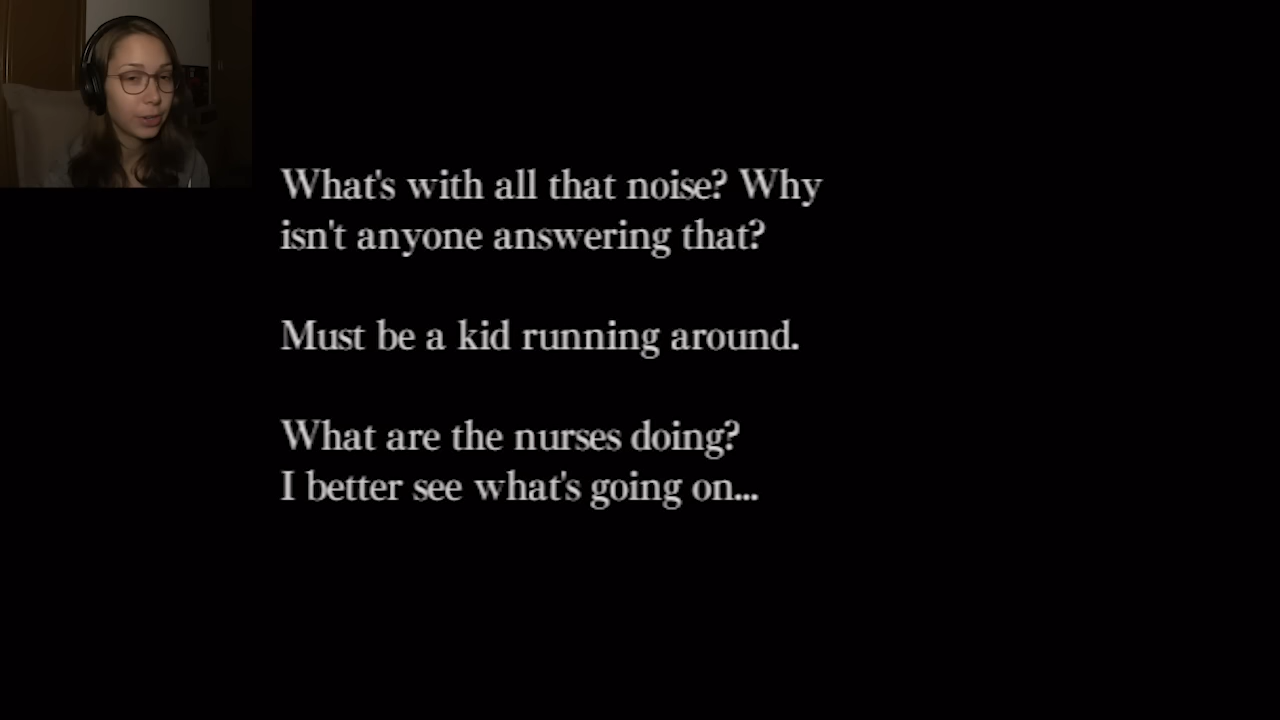 What's with all that noise? Why
isn't anyone answering that?
Must be a kid running around.
What are the nurses doing?
I better see what's going on...